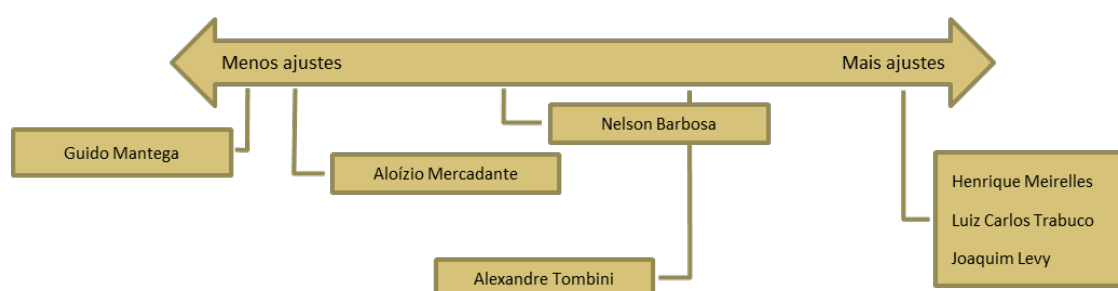 Menos ajustes
Mais ajustes
Nelson Barbosa
Guido Mantega
Aloízio Mercadante
Henrique Meirelles
Luiz Carlos Trabuco
Joaquim Levy
Alexandre Tombini